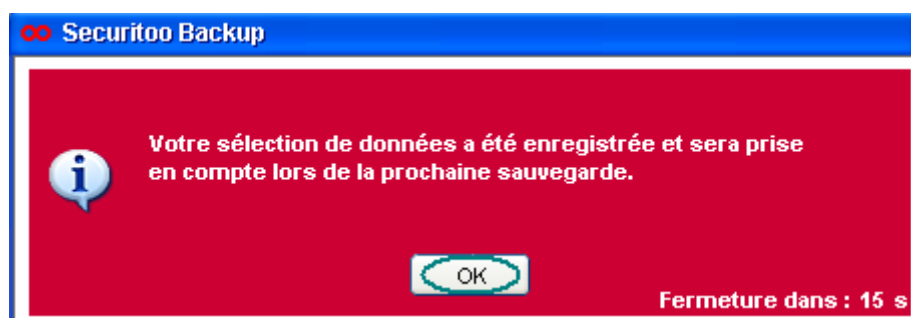 Securitoo Backup
Votre sélection de données a été enregistrée et sera prise
en compte lors de la prochaine sauvegarde.
OK
Fermeture dans : 15 s